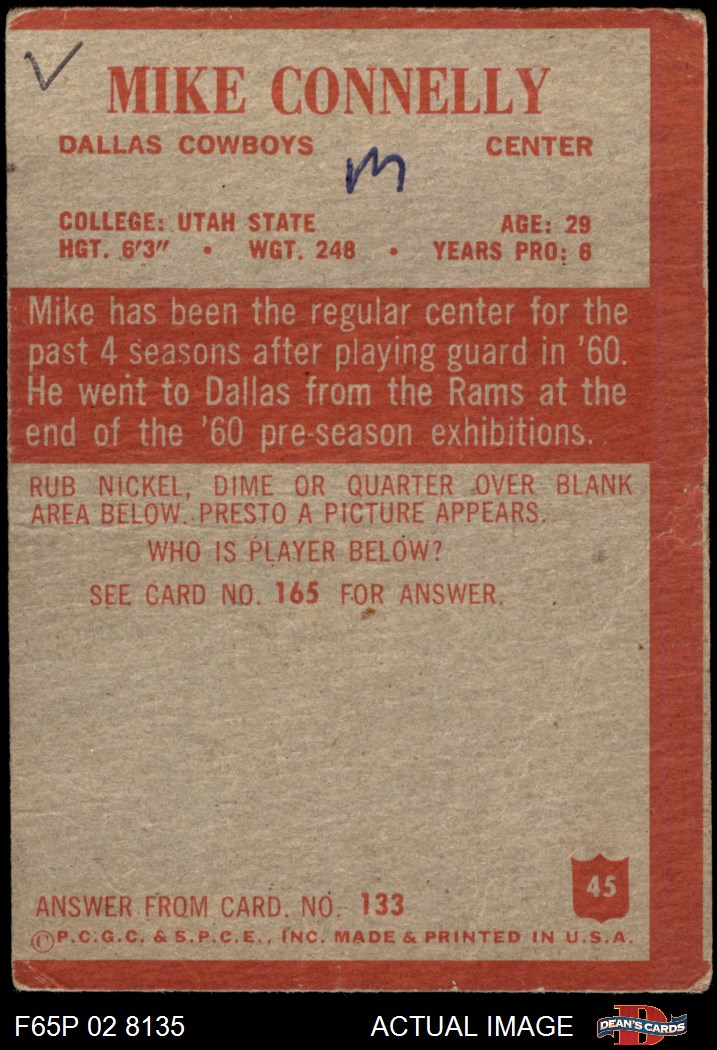 MIKE CONNELLY
DALLAS COWBOYS CENTER
m
COLLEGE: UTAH STATE AGE: 29
HGT. 6'3" • WGT. 248 • YEARS PRO: 6
Mike has been the regular center for the
past 4 seasons after playing guard in '60.
He went to Dallas from the Rams at the
end of the '60 pre-season exhibitions.
RUB NICKEL, DIME OR QUARTER OVER BLANK
AREA BELOW. PRESTO A PICTURE APPEARS.
WHO IS PLAYER BELOW?
SEE CARD NO. 165 FOR ANSWER.
45
ANSWER FROM CARD. NO. 133
©P.C.G.C. & S.P.C.E., INC. MADE & PRINTED IN U.S.A.
F65P 02 8135 ACTUAL IMAGE
D
DEAN'S CARDS